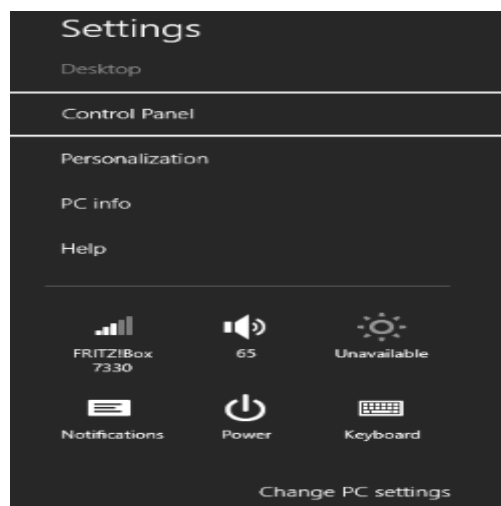 Settings
Desktop
Control Panel
Personalization
PC info
Help
FRITZ!Box
7330
65
Unavailable
Notifications
Power
Keyboard
Change PC settings